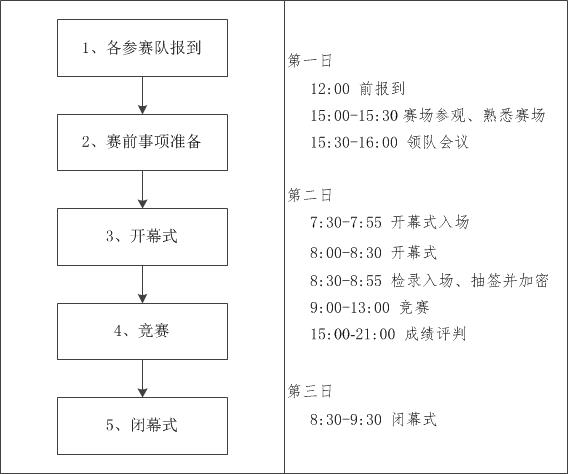 1、各参赛队报到
2、赛前事项准备
3、开幕式
4、竞赛
5、闭幕式
第一日
12:00 前报到
15:00-15:30 赛场参观、熟悉赛场
15:30-16:00 领队会议
第二日
7:30-7:55 开幕式入场
8:00-8:30 开幕式
8:30-8:55 检录入场、抽签并加密
9:00-13:00 竞赛
15:00-21:00 成绩评判
第三日
8:30-9:30 闭幕式